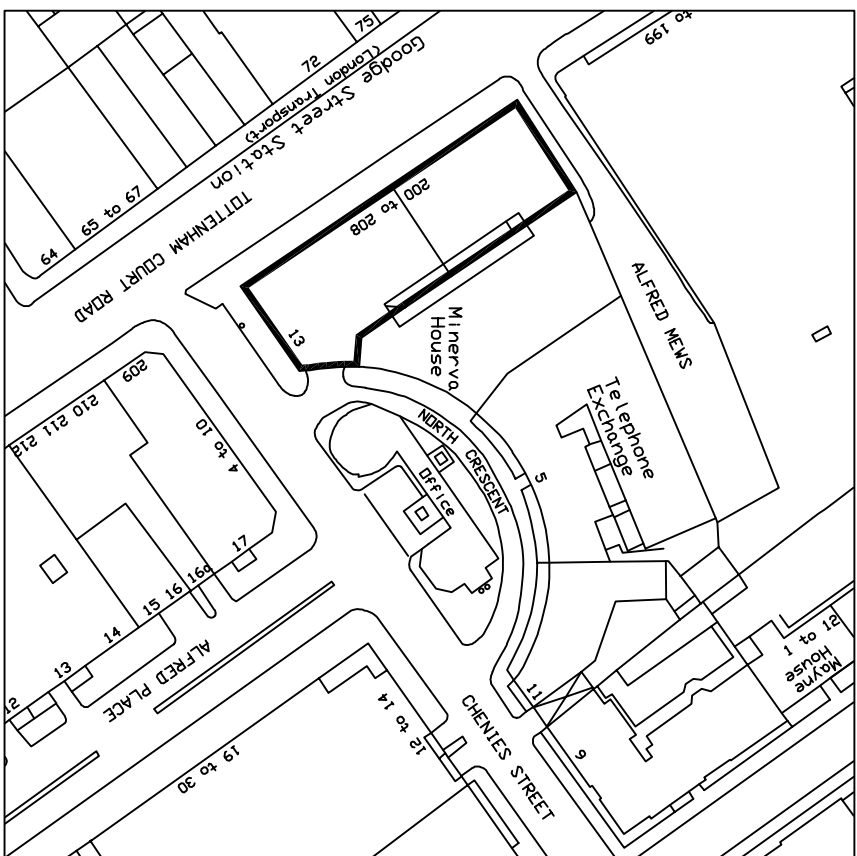 75
72
Goodge Street Station
(London Transport)
65 to 67
64
TOTTENHAM COURT ROAD
to 199
200 to 208
13
Minerva
House
ALFRED MEWS
Telephone
Exchange
NORTH CRESCENT
Office
5
209
210
211
212
4 to 10
17
16a
16
15
14
13
12
ALFRED PLACE
19 to 30
12 to 14
CHENIES STREET
11
9
1 to 12
Mayne
House